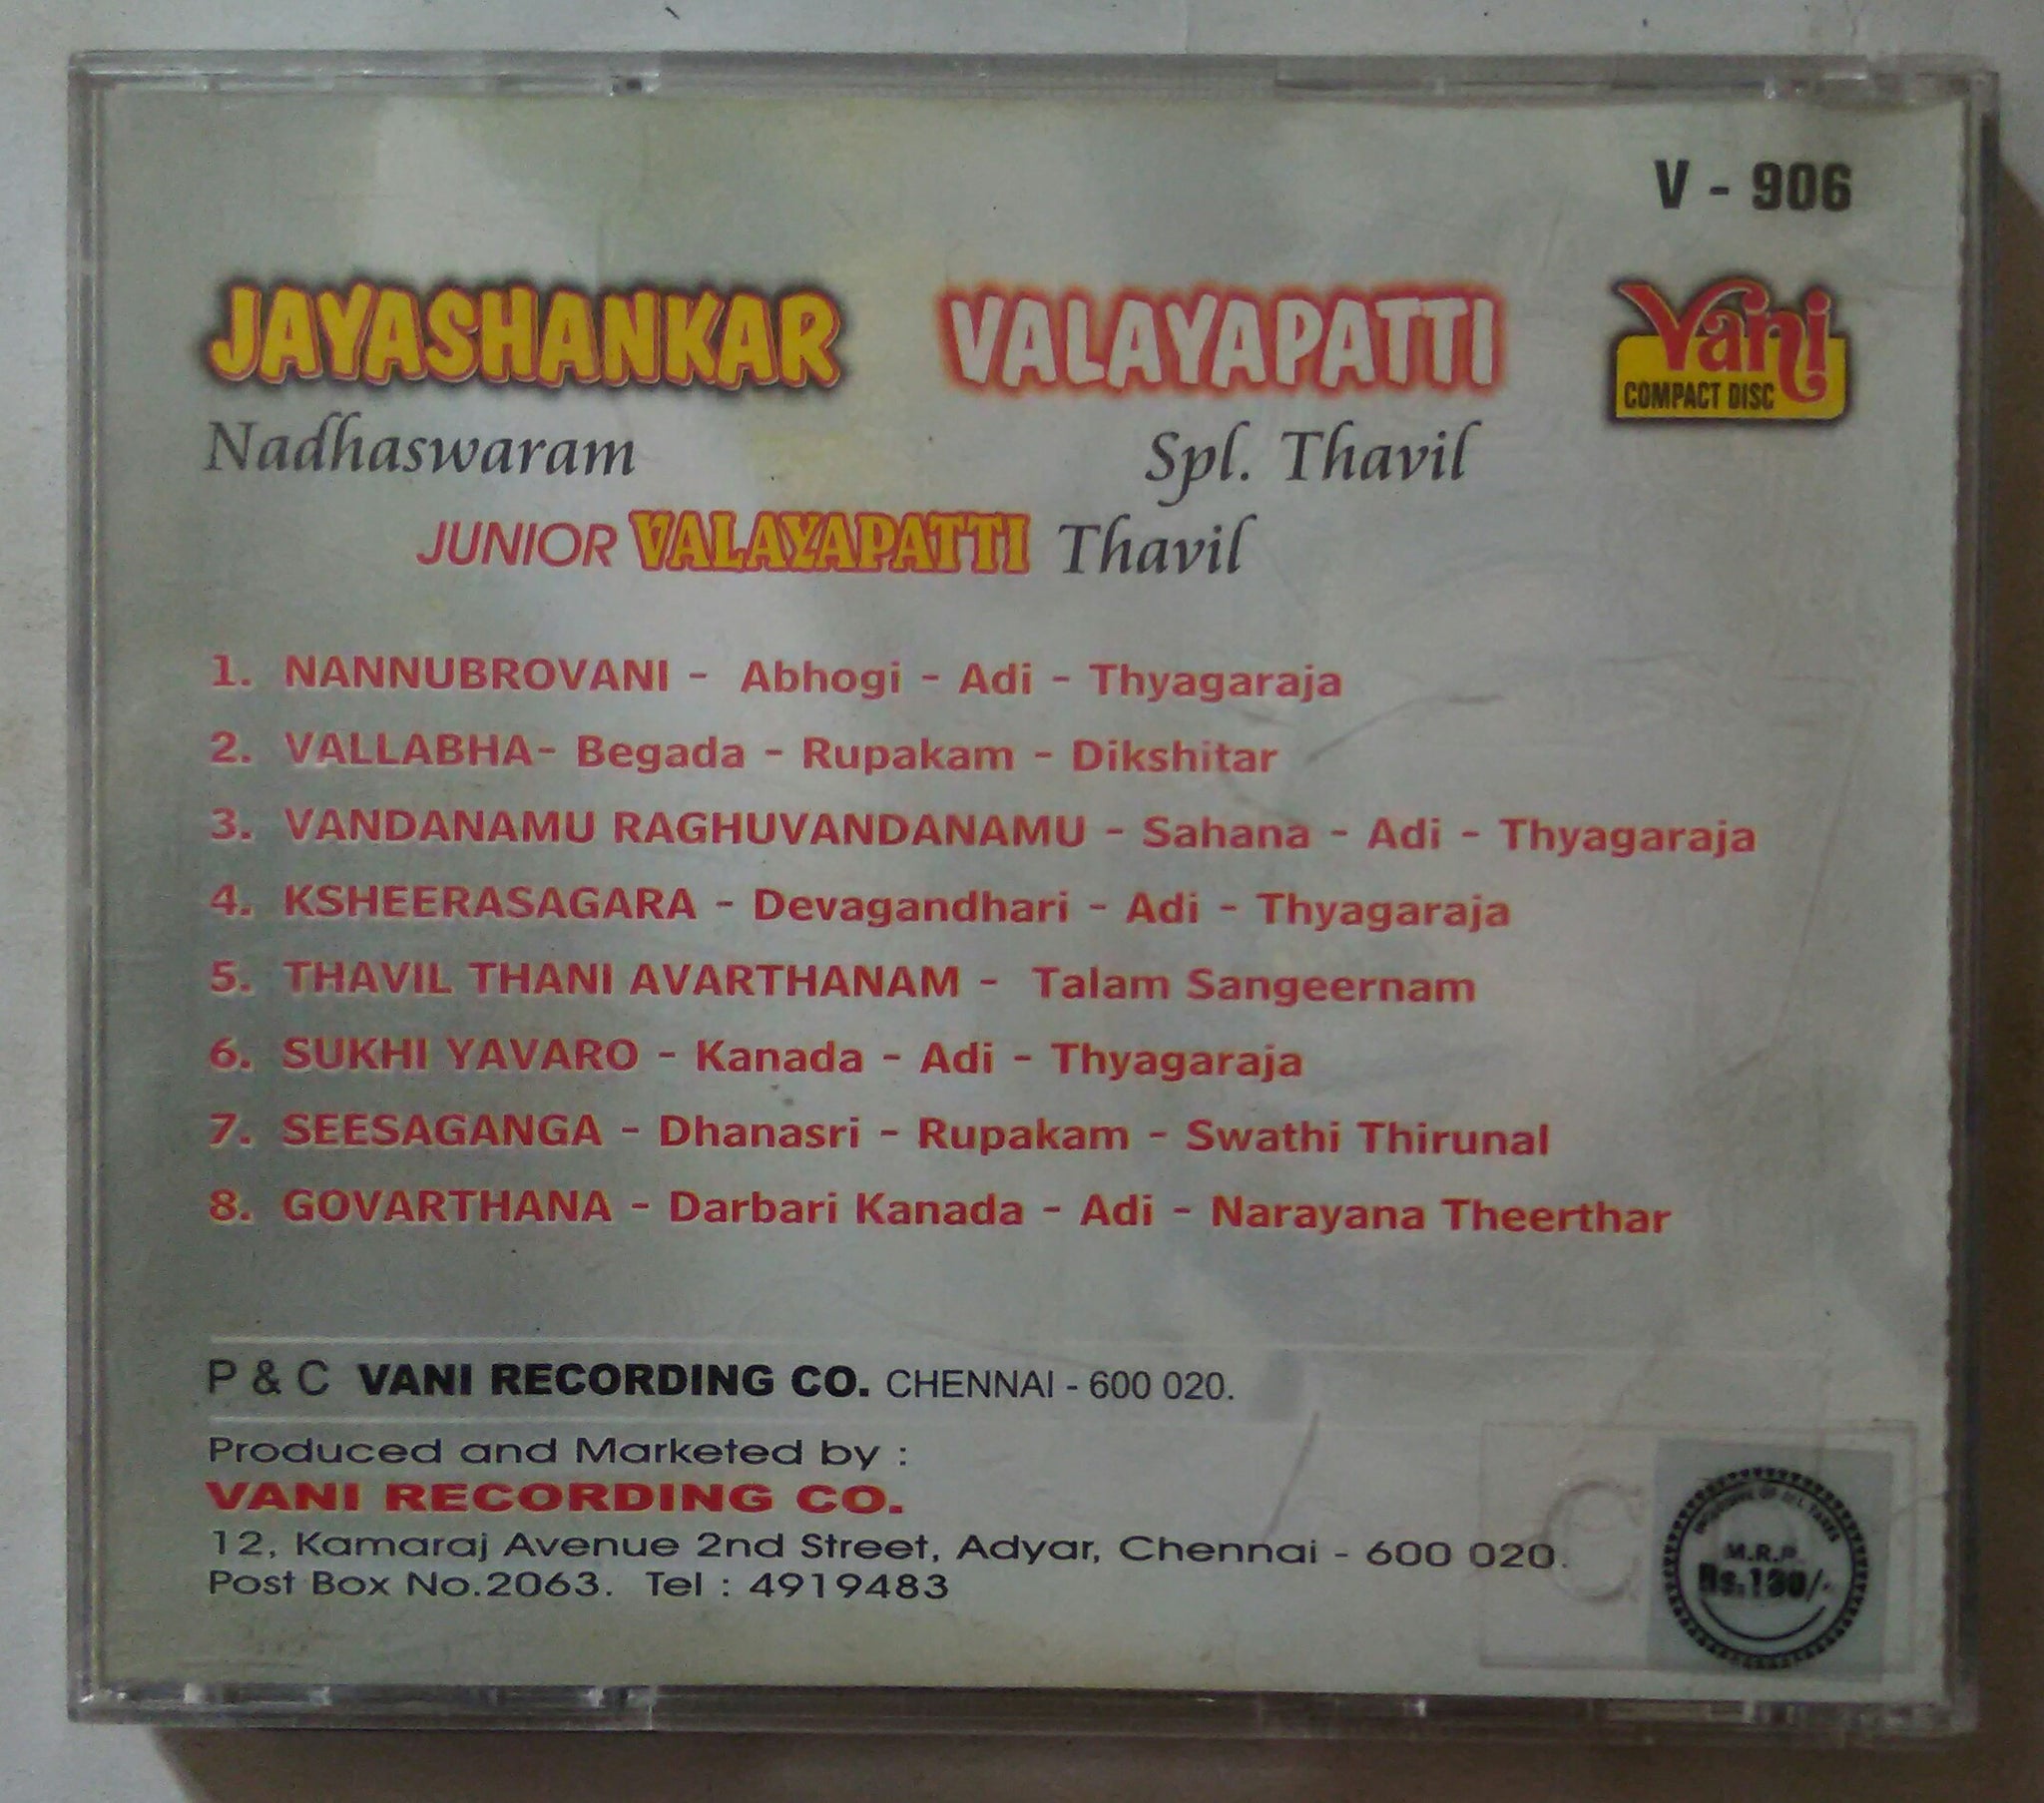 V - 906
JAYASHANKAR VALAYAPATTI Vani
COMPACT DISC
Nadhaswaram Spl. Thavil
JUNIOR VALAYAPATTI Thavil
1. NANNUBROVANI - Abhogi - Adi - Thyagaraja
2. VALLABHA- Begada - Rupakam - Dikshitar
3. VANDANAMU RAGHUVANDANAMU - Sahana - Adi - Thyagaraja
4. KSHEERASAGARA - Devagandhari - Adi - Thyagaraja
5. THAVIL THANI AVARTHANAM - Talam Sangeernam
6. SUKHI YAVARO - Kanada - Adi - Thyagaraja
7. SEESAGANGA - Dhanasri - Rupakam - Swathi Thirunal
8. GOVARTHANA - Darbari Kanada - Adi - Narayana Theerthar
P & C VANI RECORDING CO. CHENNAI - 600 020.
Produced and Marketed by :
VANI RECORDING CO.
12, Kamaraj Avenue 2nd Street, Adyar, Chennai - 600 020.
Post Box No.2063. Tel : 4919483
INCLUSIVE OF ALL TAXES
M.R.P.